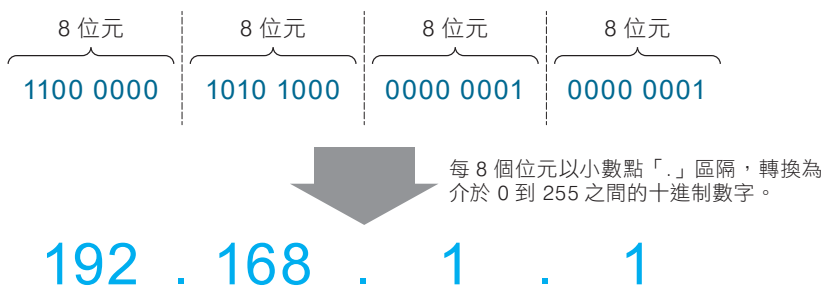 8 位元 8 位元 8 位元 8 位元
1100 0000 1010 1000 0000 0001 0000 0001
每 8 個位元以小數點「.」區隔，轉換為
介於 0 到 255 之間的十進制數字。
192 . 168 . 1 . 1